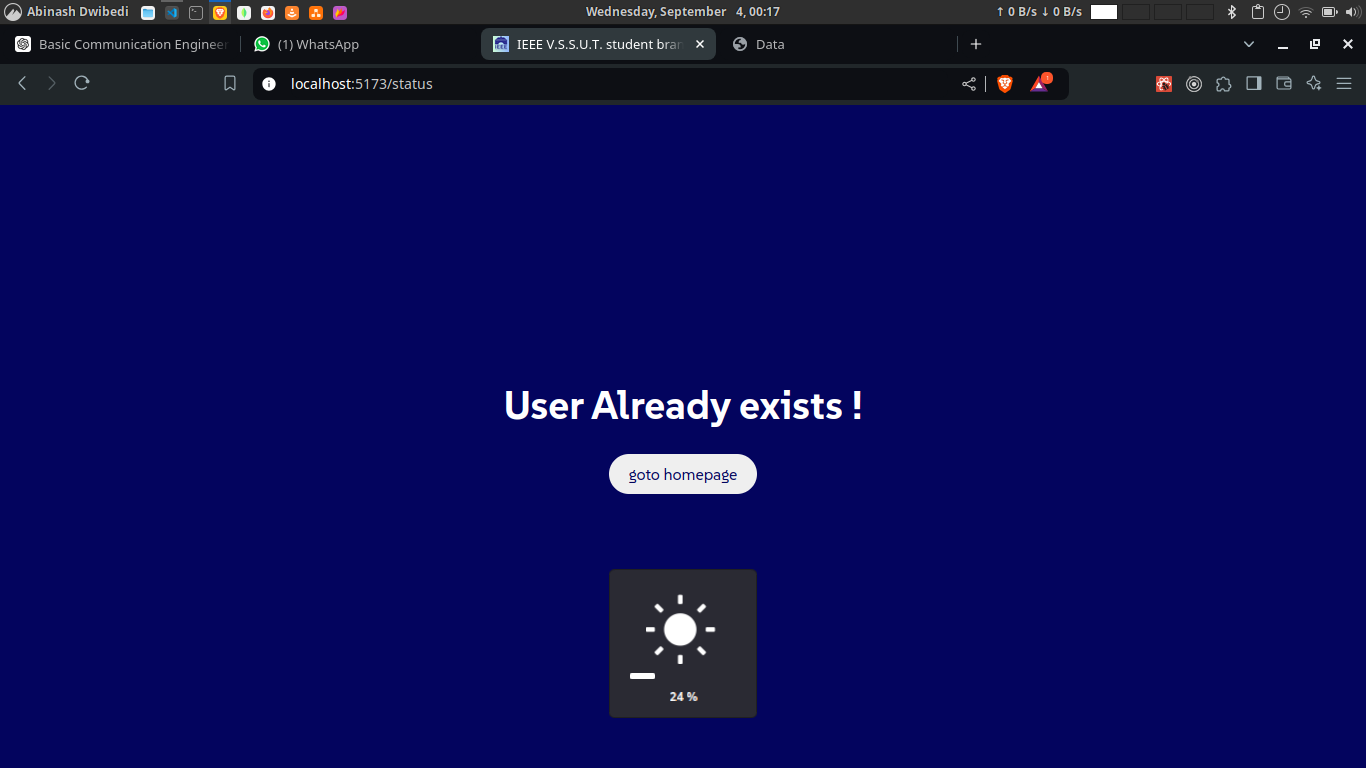 Abinash Dwibedi
Wednesday, September 4, 00:17
↑ 0 B/s ↓ 0 B/s
Basic Communication Engineer
(1) WhatsApp
IEEE V.S.S.U.T. student bran
Data
localhost:5173/status
User Already exists !
goto homepage
24 %